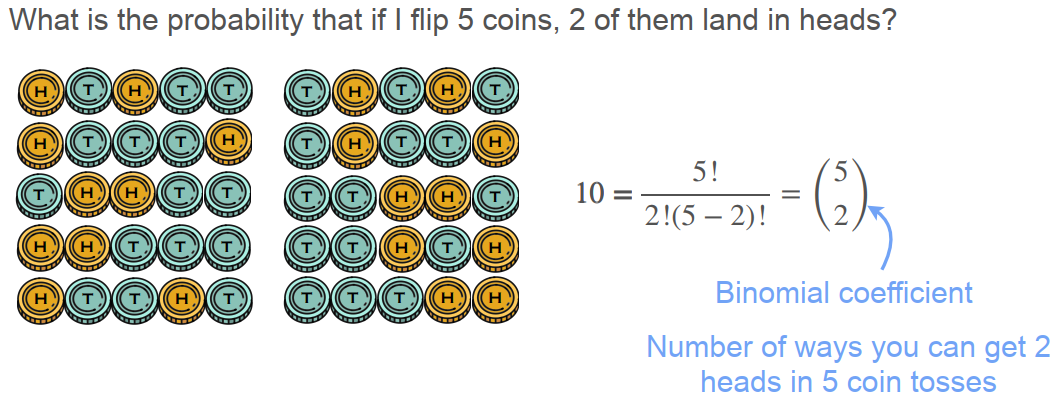 What is the probability that if I flip 5 coins, 2 of them land in heads?
H T H T T
T H T H T
H T T T H
T H T T H
T H H T T
T T H H T
H H T T T
T T H T H
H T T H T
T T T H H
10 = 5! / 2!(5 – 2)! = (5 2)
Binomial coefficient
Number of ways you can get 2
heads in 5 coin tosses